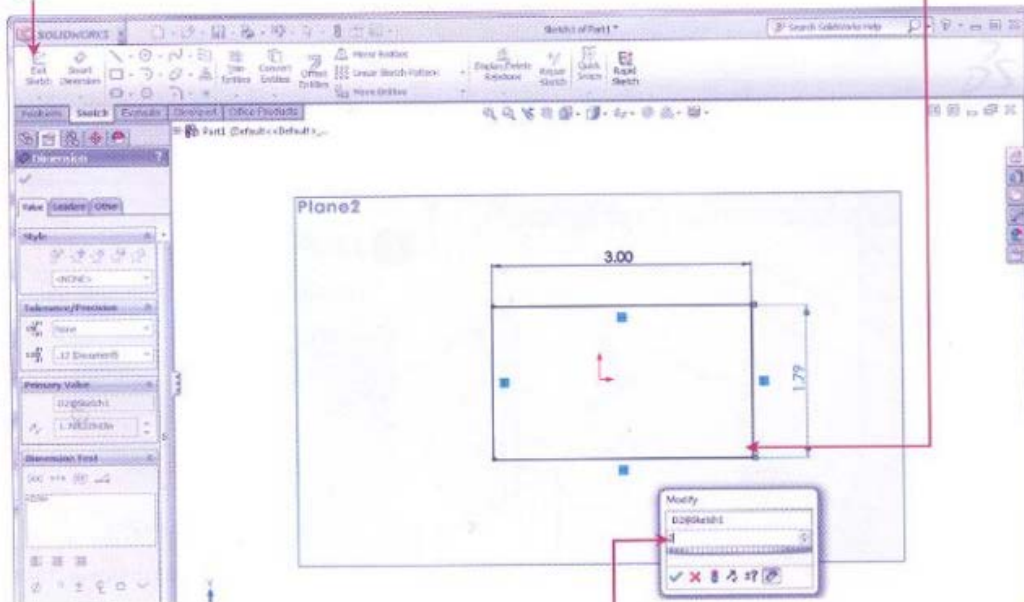 SOLIDWORKS
Sketch1 of Part1 *
Search SolidWorks Help
Exit Sketch
Smart Dimension
Trim Entities
Convert Entities
Offset Entities
Mirror Entities
Linear Sketch Pattern
Move Entities
Display/Delete Relations
Repair Sketch
Quick Snaps
Rapid Sketch
Features Sketch Evaluate DimXpert Office Products
Part1 (Default<<Default>_...
Dimension ?
Value Leaders Other
Style
<NONE>
Tolerance/Precision
None
.12 (Document)
Primary Value
D2@Sketch1
Dimension Text
<DIM>
Plane2
3.00
1.79
Modify
D2@Sketch1
Y